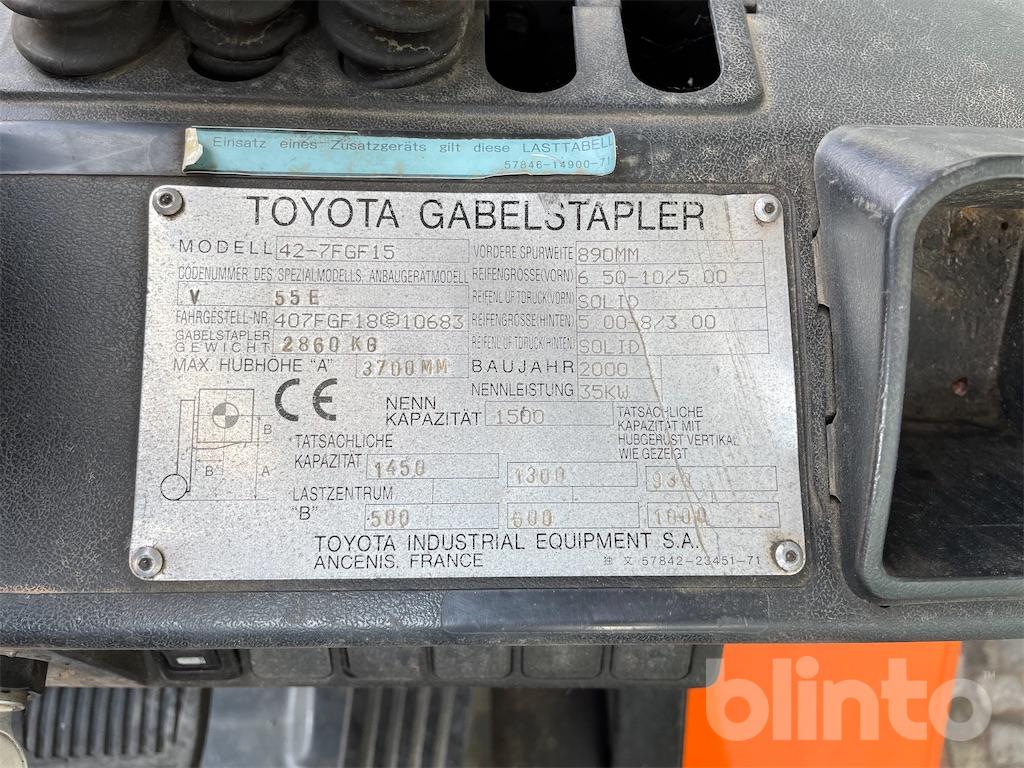 Einsatz eines Zusatzgeräts gilt diese LASTTABELL
57846-14900-71
TOYOTA GABELSTAPLER
MODELL 42-7FGF15
CODENUMMER DES SPEZIALMODELLS, ANBAUGERÄTMODELL
V 55E
FAHRGESTELL-NR. 407FGF18 E 10683
GABELSTAPLER
GEWICHT 2860KG
MAX. HUBHÖHE "A" 3700MM
VORDERE SPURWEITE 890MM
REIFENGRÖSSE(VORN) 6 50-10/5 00
REIFENLUFTDRUCK(VORN) SOLID
REIFENGRÖSSE(HINTEN) 5 00-8/3 00
REIFENLUFTDRUCK(HINTEN) SOLID
BAUJAHR 2000
NENNLEISTUNG 35KW
B
B
A
CE
NENN
KAPAZITÄT 1500
TATSÄCHLICHE
KAPAZITÄT MIT
HUBGERÜST VERTIKAL
WIE GEZEIGT
TATSÄCHLICHE
KAPAZITÄT 1450 1300 930
LASTZENTRUM
"B" 500 600 1000
TOYOTA INDUSTRIAL EQUIPMENT S.A.
ANCENIS. FRANCE
独 文 57842-23451-71
blinto™